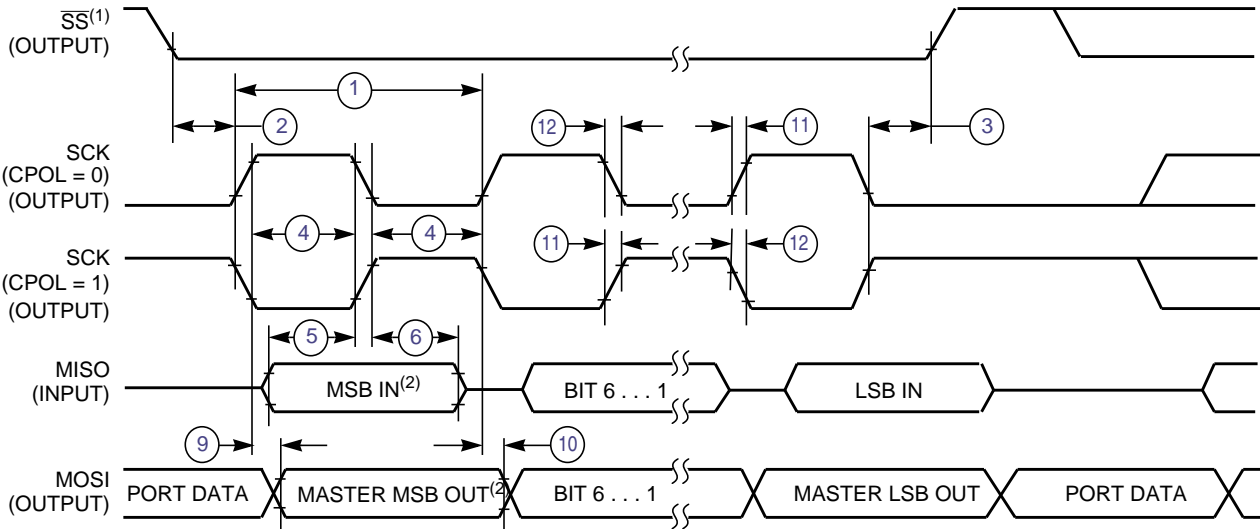 SS(1)
(OUTPUT)
1
2
12
11
3
SCK
(CPOL = 0)
(OUTPUT)
4
4
11
12
SCK
(CPOL = 1)
(OUTPUT)
5
6
MISO
(INPUT)
MSB IN(2)
BIT 6 . . . 1
LSB IN
9
10
MOSI
(OUTPUT)
PORT DATA
MASTER MSB OUT(2
BIT 6 . . . 1
MASTER LSB OUT
PORT DATA